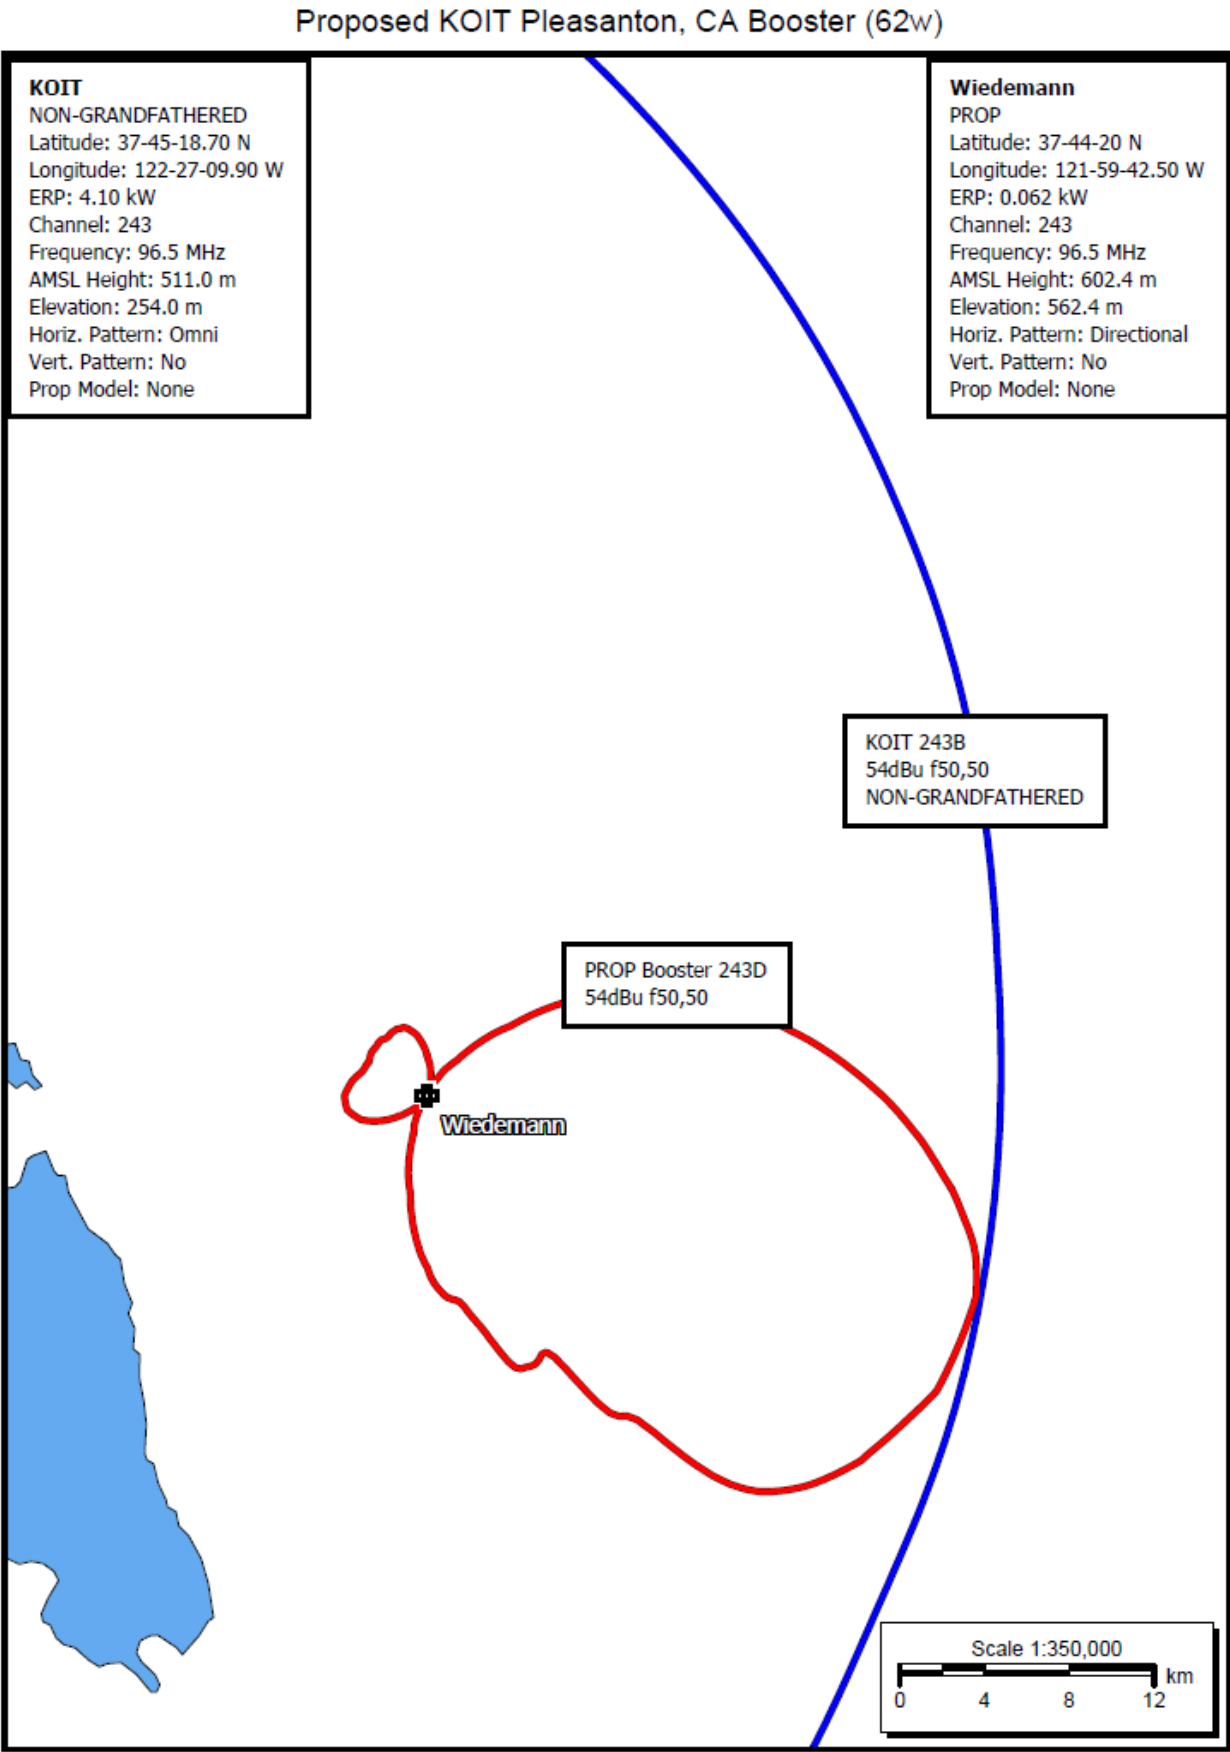 Proposed KOIT Pleasanton, CA Booster (62w)
KOIT
NON-GRANDFATHERED
Latitude: 37-45-18.70 N
Longitude: 122-27-09.90 W
ERP: 4.10 kW
Channel: 243
Frequency: 96.5 MHz
AMSL Height: 511.0 m
Elevation: 254.0 m
Horiz. Pattern: Omni
Vert. Pattern: No
Prop Model: None
Wiedemann
PROP
Latitude: 37-44-20 N
Longitude: 121-59-42.50 W
ERP: 0.062 kW
Channel: 243
Frequency: 96.5 MHz
AMSL Height: 602.4 m
Elevation: 562.4 m
Horiz. Pattern: Directional
Vert. Pattern: No
Prop Model: None
KOIT 243B
54dBu f50,50
NON-GRANDFATHERED
PROP Booster 243D
54dBu f50,50
Wiedemann
Scale 1:350,000
km
0 4 8 12